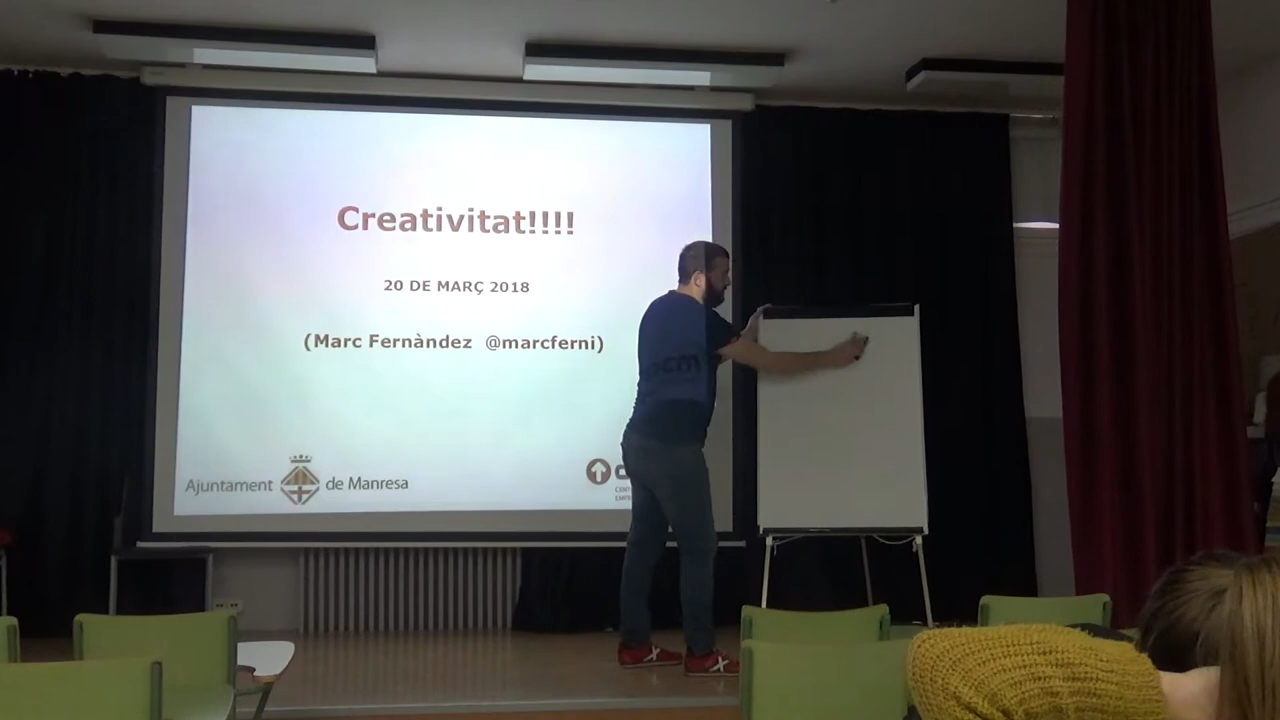 Creativitat!!!!
20 DE MARÇ 2018
(Marc Fernàndez @marcferni)
Ajuntament de Manresa